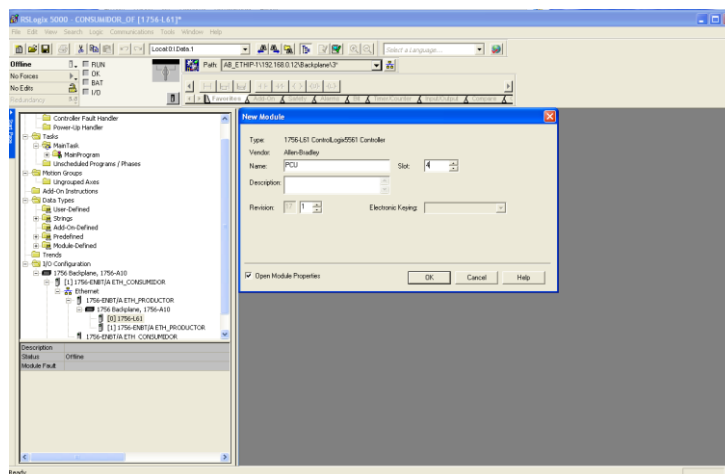 RSLogix 5000 - CONSUMIDOR_OF [1756-L61]*
File Edit View Search Logic Communications Tools Window Help
Local:0:I.Data.1
Select a Language...
Offline
RUN
Path: AB_ETHIP-1\192.168.0.12\Backplane\3*
No Forces
OK
No Edits
BAT
Redundancy
I/O
Favorites
Add-On
Safety
Alarms
Bit
Timer/Counter
Input/Output
Compare
Controller Fault Handler
Power-Up Handler
Tasks
MainTask
MainProgram
Unscheduled Programs / Phases
Motion Groups
Ungrouped Axes
Add-On Instructions
Data Types
User-Defined
Strings
Add-On-Defined
Predefined
Module-Defined
Trends
I/O Configuration
1756 Backplane, 1756-A10
[1] 1756-ENBT/A ETH_CONSUMIDOR
Ethernet
1756-ENBT/A ETH_PRODUCTOR
1756 Backplane, 1756-A10
[0] 1756-L61
[1] 1756-ENBT/A ETH_PRODUCTOR
1756-ENBT/A ETH_CONSUMIDOR
Description
Status Offline
Module Fault
New Module
Type: 1756-L61 ControlLogix5561 Controller
Vendor: Allen-Bradley
Name: PCU Slot: 4
Description:
Revision: 17 1 Electronic Keying:
Open Module Properties OK Cancel Help
Ready